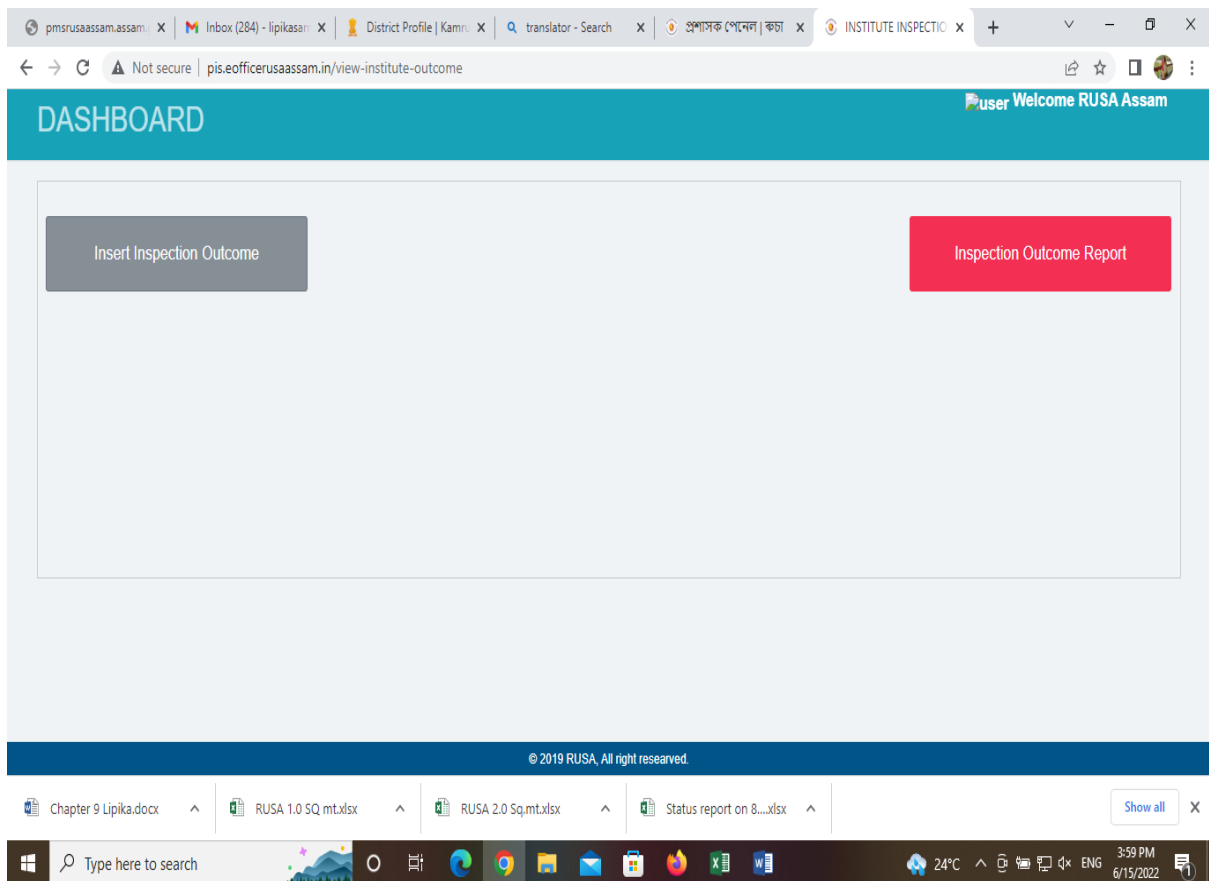 pmsrusaassam.assam.
Inbox (284) - lipikasarm
District Profile | Kamru
translator - Search
প্ৰশাসক পেনেল | ৰুচা
INSTITUTE INSPECTIO
Not secure | pis.eofficerusaassam.in/view-institute-outcome
DASHBOARD
user Welcome RUSA Assam
Insert Inspection Outcome
Inspection Outcome Report
© 2019 RUSA, All right researved.
Chapter 9 Lipika.docx
RUSA 1.0 SQ mt.xlsx
RUSA 2.0 Sq.mt.xlsx
Status report on 8....xlsx
Show all
Type here to search
24°C
ENG
3:59 PM
6/15/2022